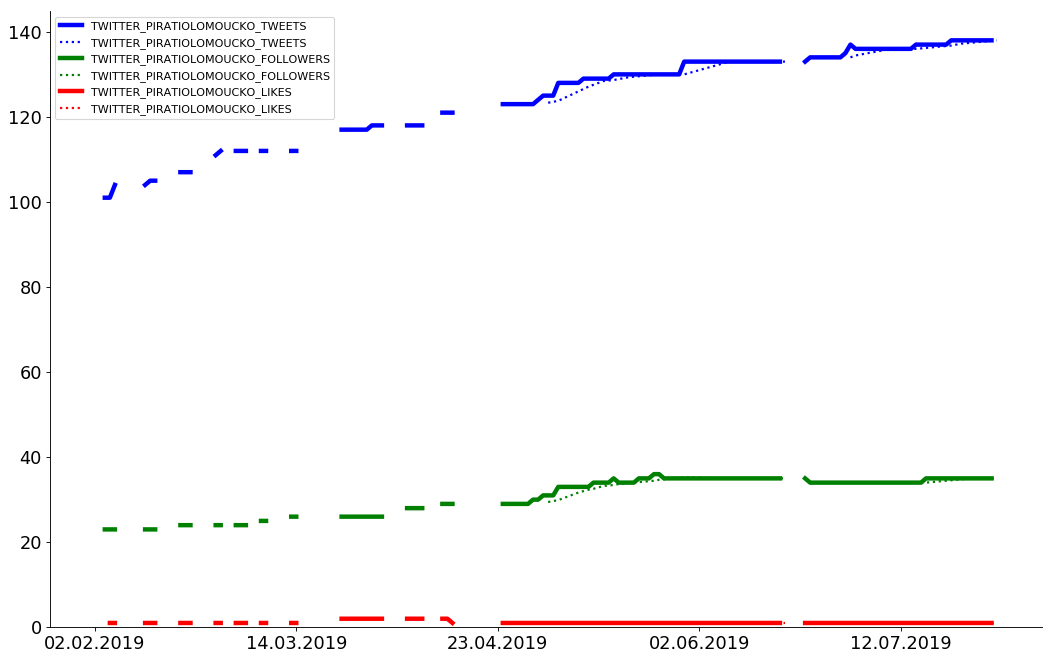 TWITTER_PIRATIOLOMOUCKO_TWEETS
TWITTER_PIRATIOLOMOUCKO_TWEETS
TWITTER_PIRATIOLOMOUCKO_FOLLOWERS
TWITTER_PIRATIOLOMOUCKO_FOLLOWERS
TWITTER_PIRATIOLOMOUCKO_LIKES
TWITTER_PIRATIOLOMOUCKO_LIKES
140
120
100
80
60
40
20
0
02.02.2019 14.03.2019 23.04.2019 02.06.2019 12.07.2019